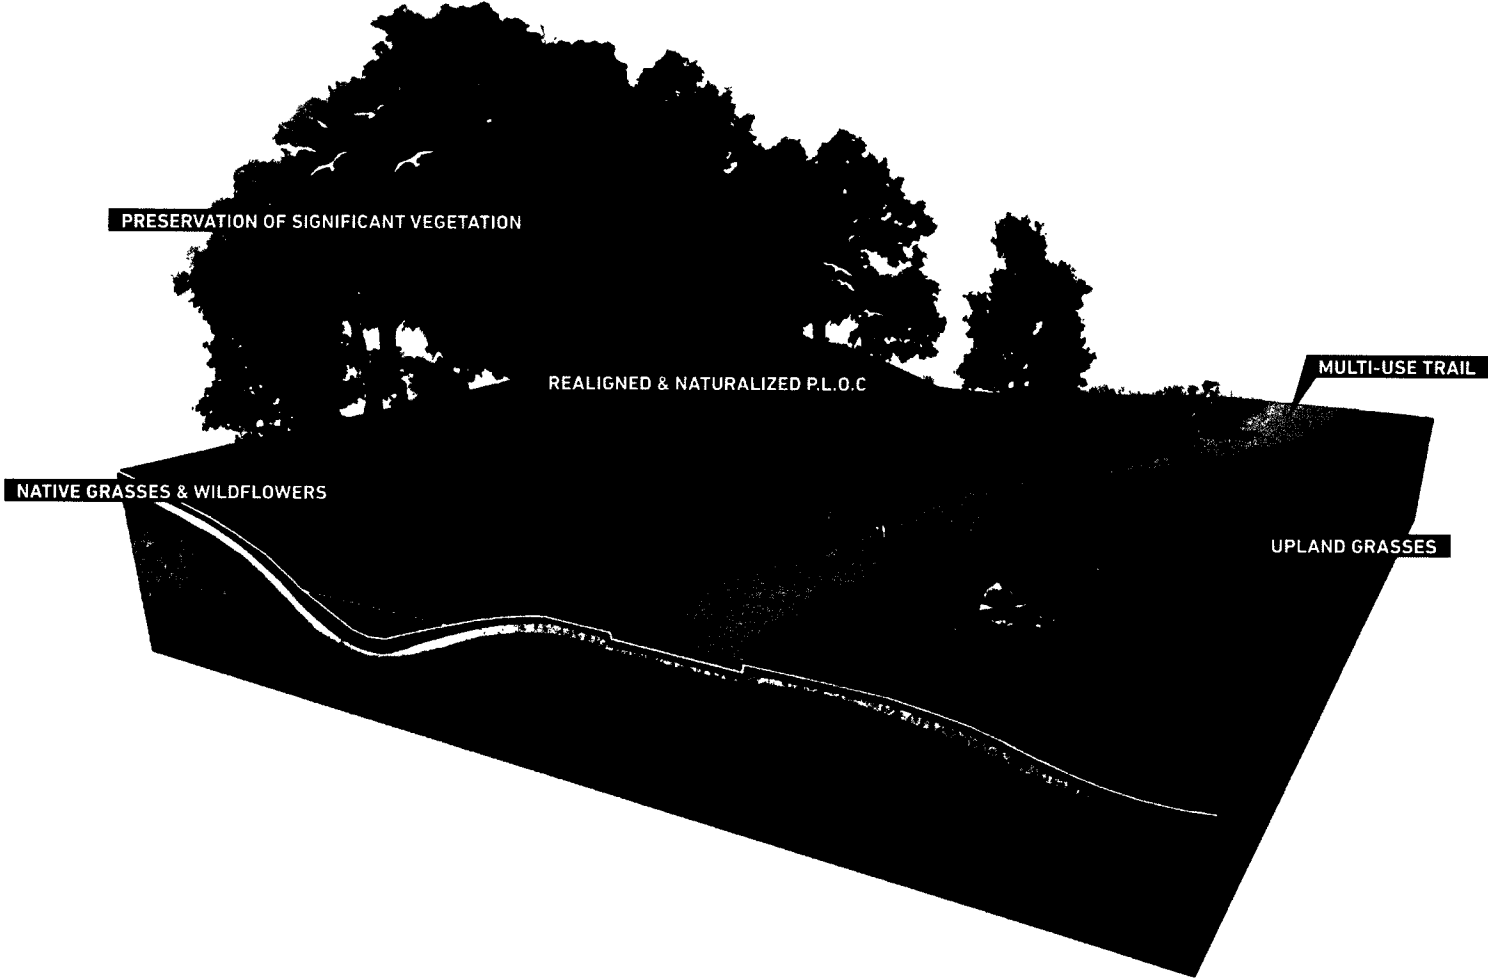 PRESERVATION OF SIGNIFICANT VEGETATION
REALIGNED & NATURALIZED P.L.O.C
MULTI-USE TRAIL
NATIVE GRASSES & WILDFLOWERS
UPLAND GRASSES